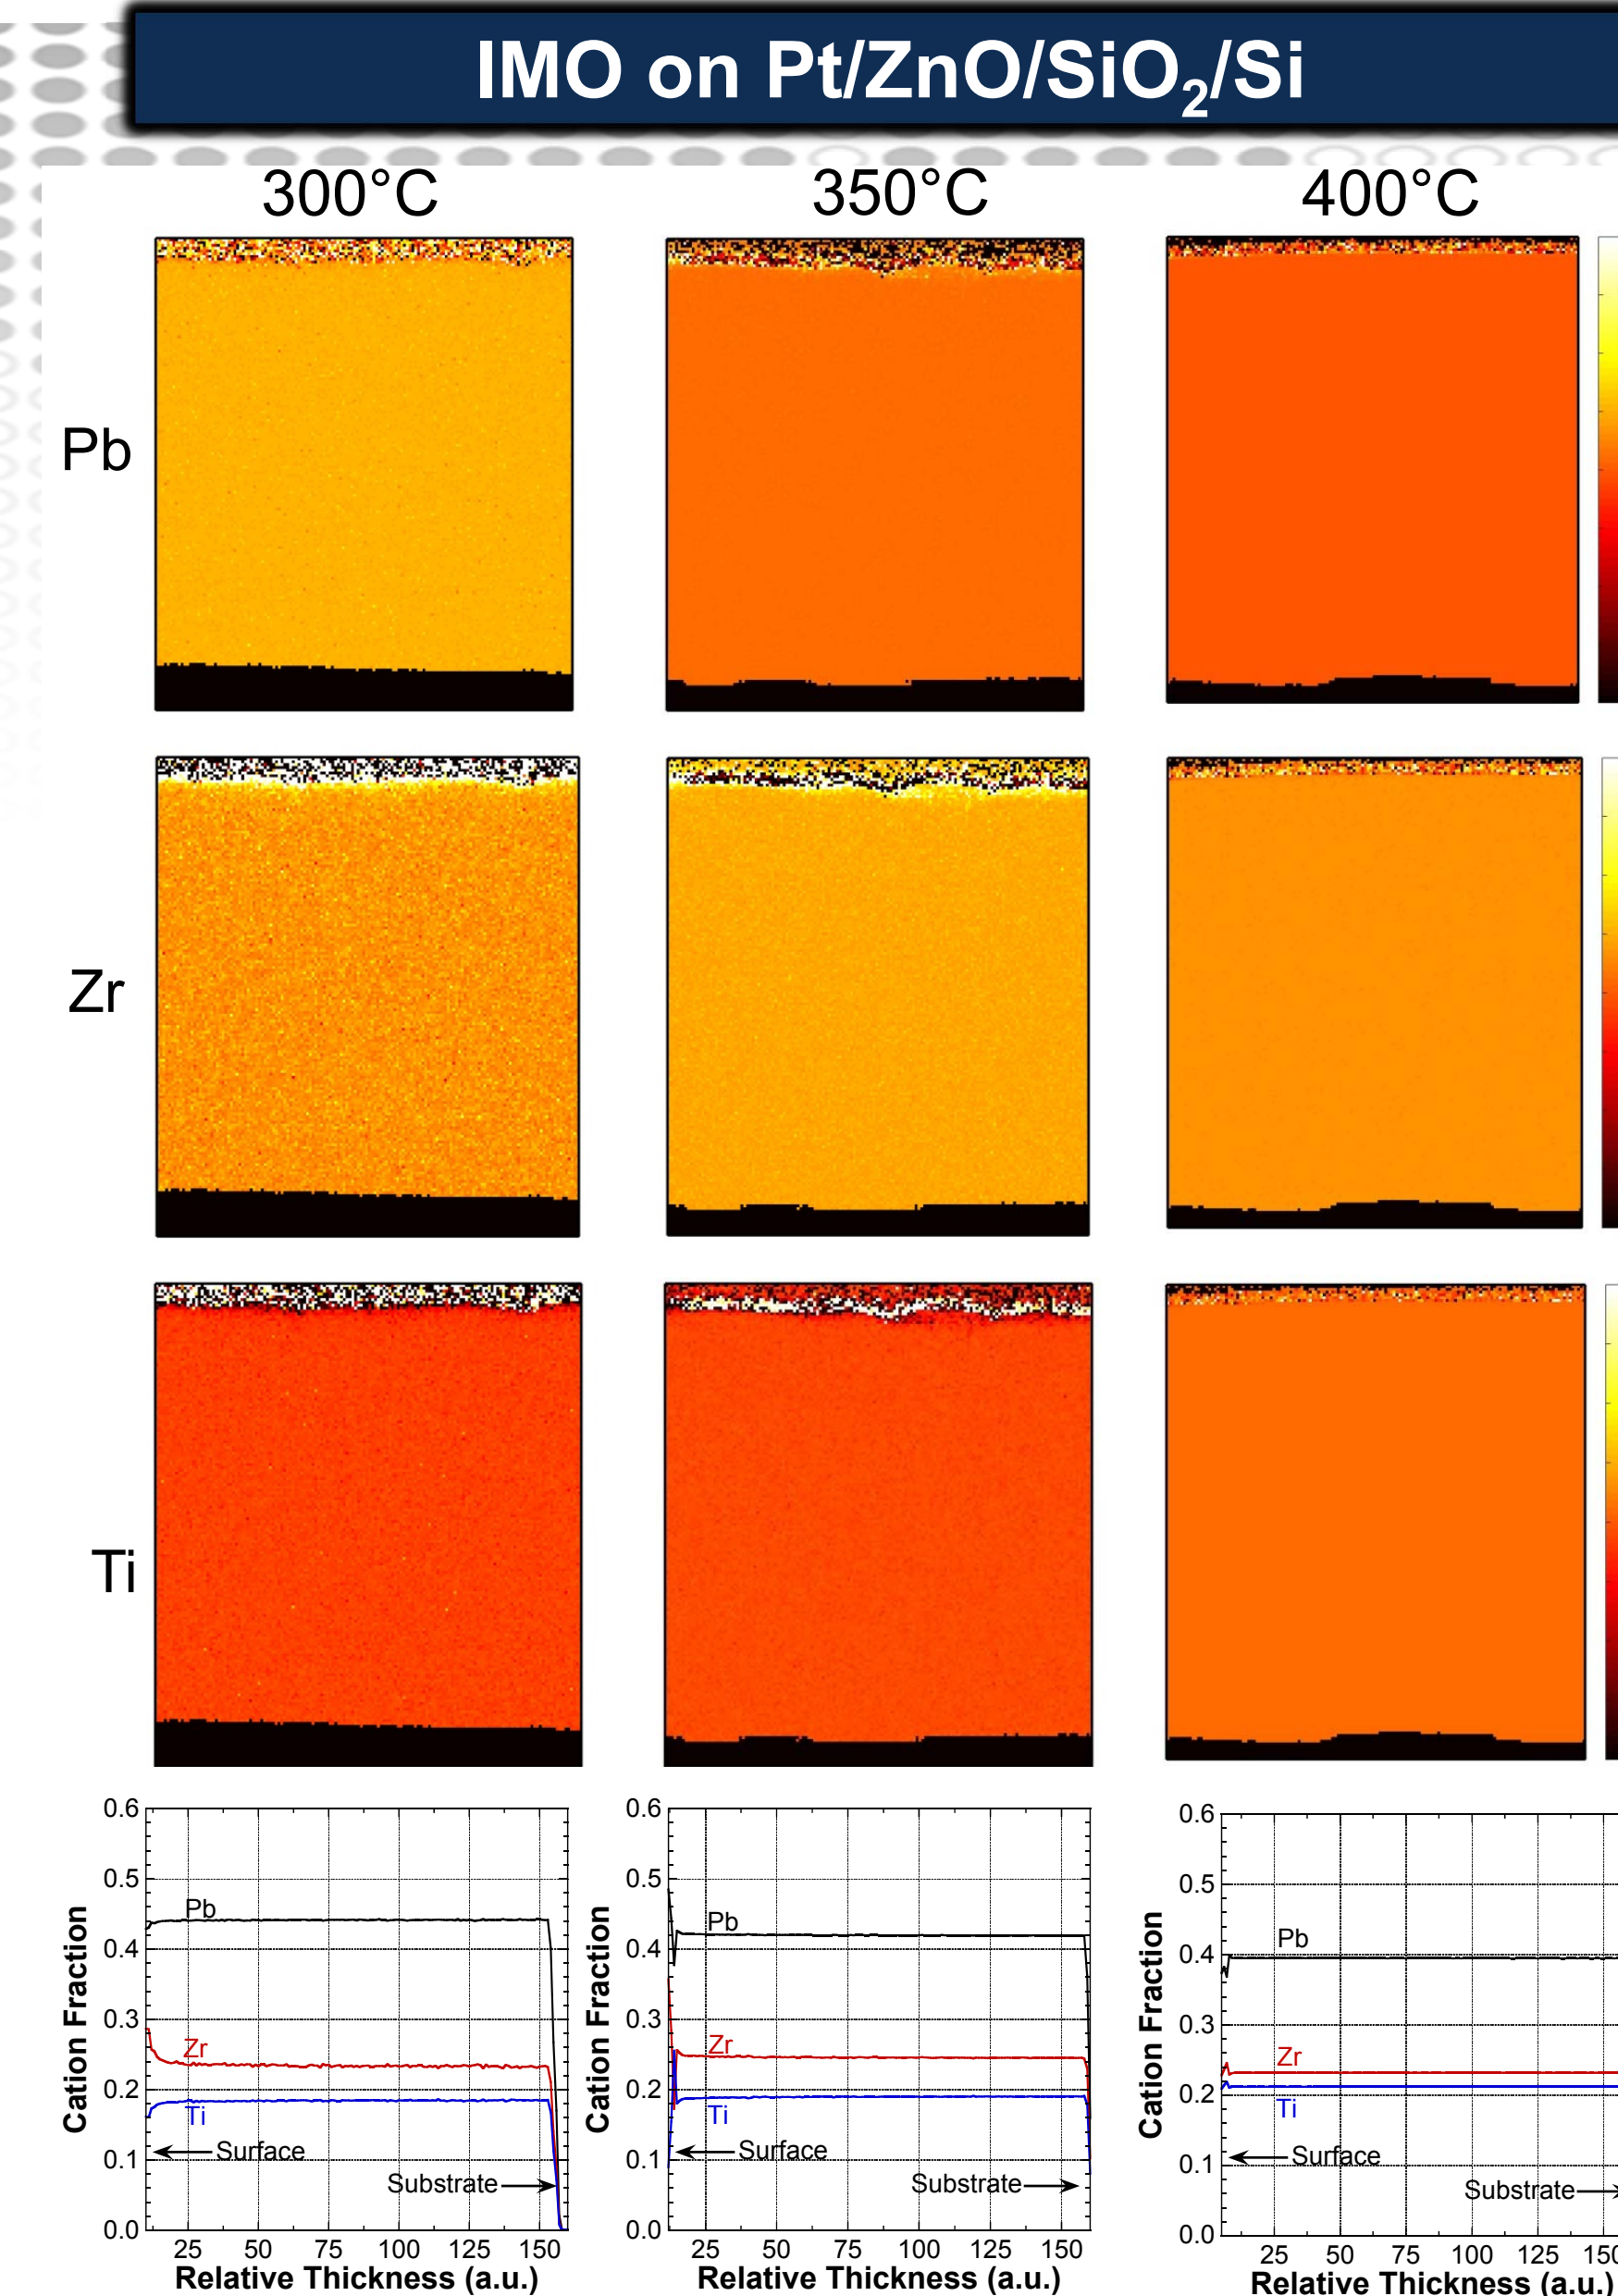 IMO on Pt/ZnO/SiO₂/Si
300°C 350°C 400°C
Pb
Zr
Ti
0.6
0.5
0.4
0.3
0.2
0.1
0.0
Cation Fraction
Pb
Zr
Ti
Surface
Substrate
25 50 75 100 125 150
Relative Thickness (a.u.)
0.6
0.5
0.4
0.3
0.2
0.1
0.0
Cation Fraction
Pb
Zr
Ti
Surface
Substrate
25 50 75 100 125 150
Relative Thickness (a.u.)
0.6
0.5
0.4
0.3
0.2
0.1
0.0
Cation Fraction
Pb
Zr
Ti
Surface
Substrate
25 50 75 100 125 150
Relative Thickness (a.u.)